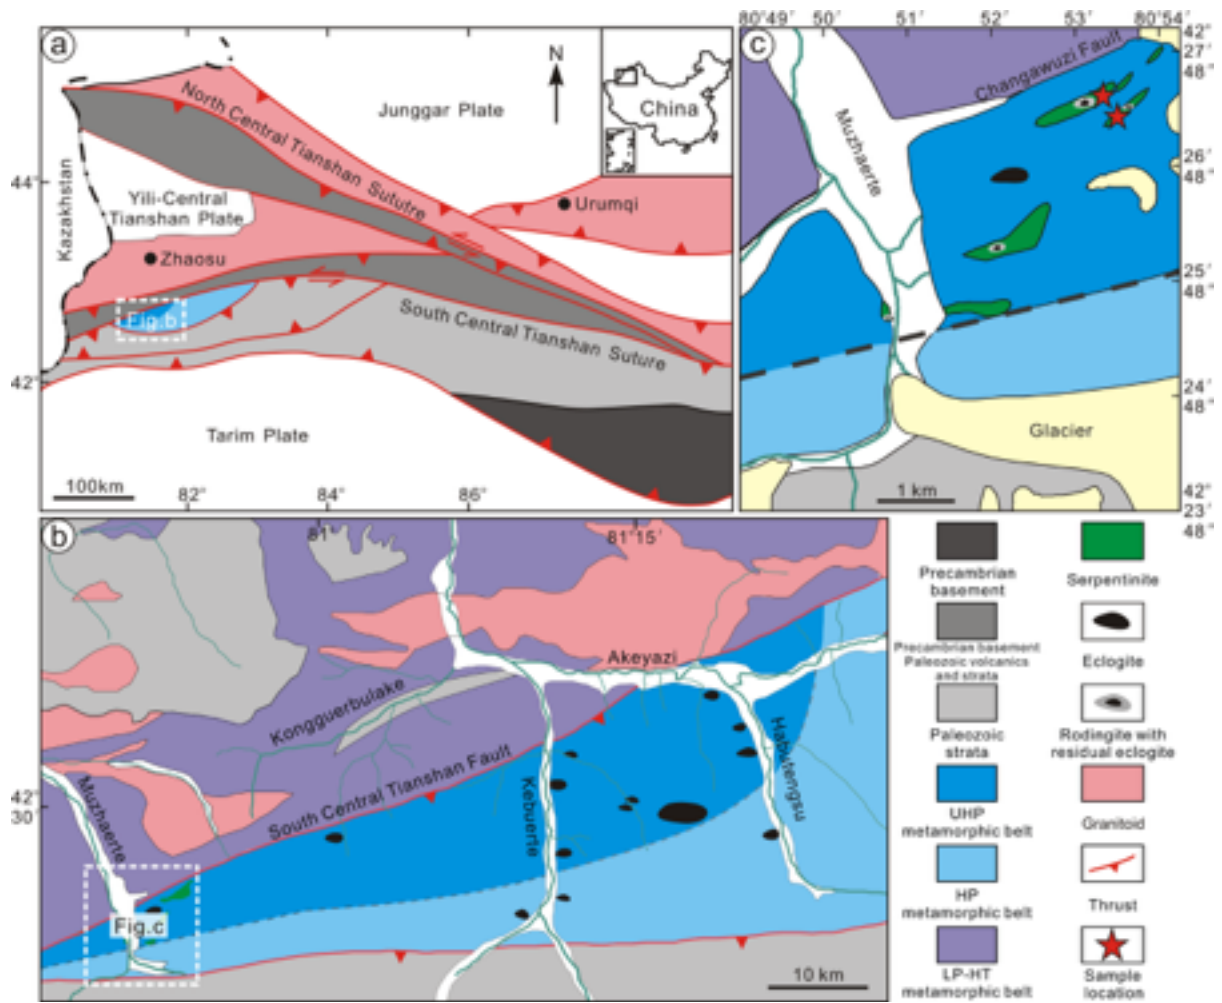 a
N
China
Junggar Plate
North Central Tianshan Sututre
44°
Kazakhstan
Yili-Central
Tianshan Plate
Urumqi
Zhaosu
Fig.b
South Central Tianshan Suture
42°
Tarim Plate
100km
82°
84°
86°
c
80°49′
50′
51′
52′
53′
80°54′
42°
27′
48″
Changawuzi Fault
Muzhaerte
26′
48″
25′
48″
24′
48″
Glacier
1 km
42°
23′
48″
b
81°
81°15′
Akeyazi
Kongguerbulake
South Central Tianshan Fault
Muzhaerte
Kebuerte
Habutengsu
42°
30′
Fig.c
10 km
Precambrian
basement
Serpentinite
Precambrian basement
Paleozoic volcanics
and strata
Eclogite
Paleozoic
strata
Rodingite with
residual eclogite
UHP
metamorphic belt
Granitoid
HP
metamorphic belt
Thrust
LP-HT
metamorphic belt
Sample
location